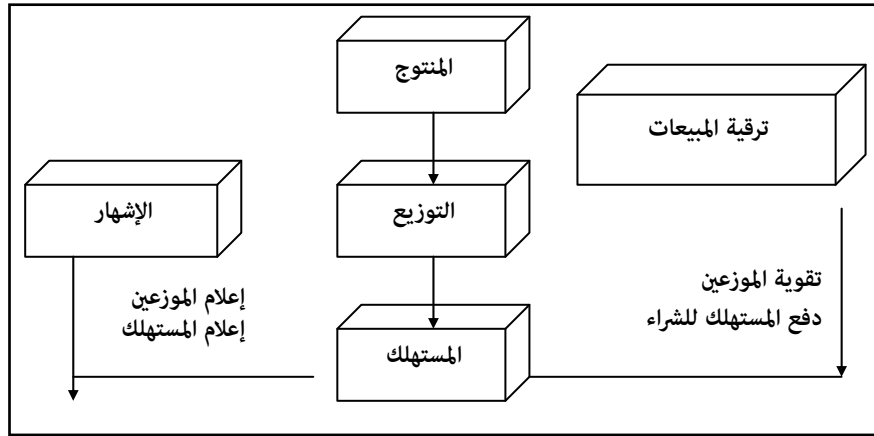 المنتوج
ترقية المبيعات
التوزيع
الإشهار
تقوية الموزعين
دفع المستهلك للشراء
إعلام الموزعين
إعلام المستهلك
المستهلك